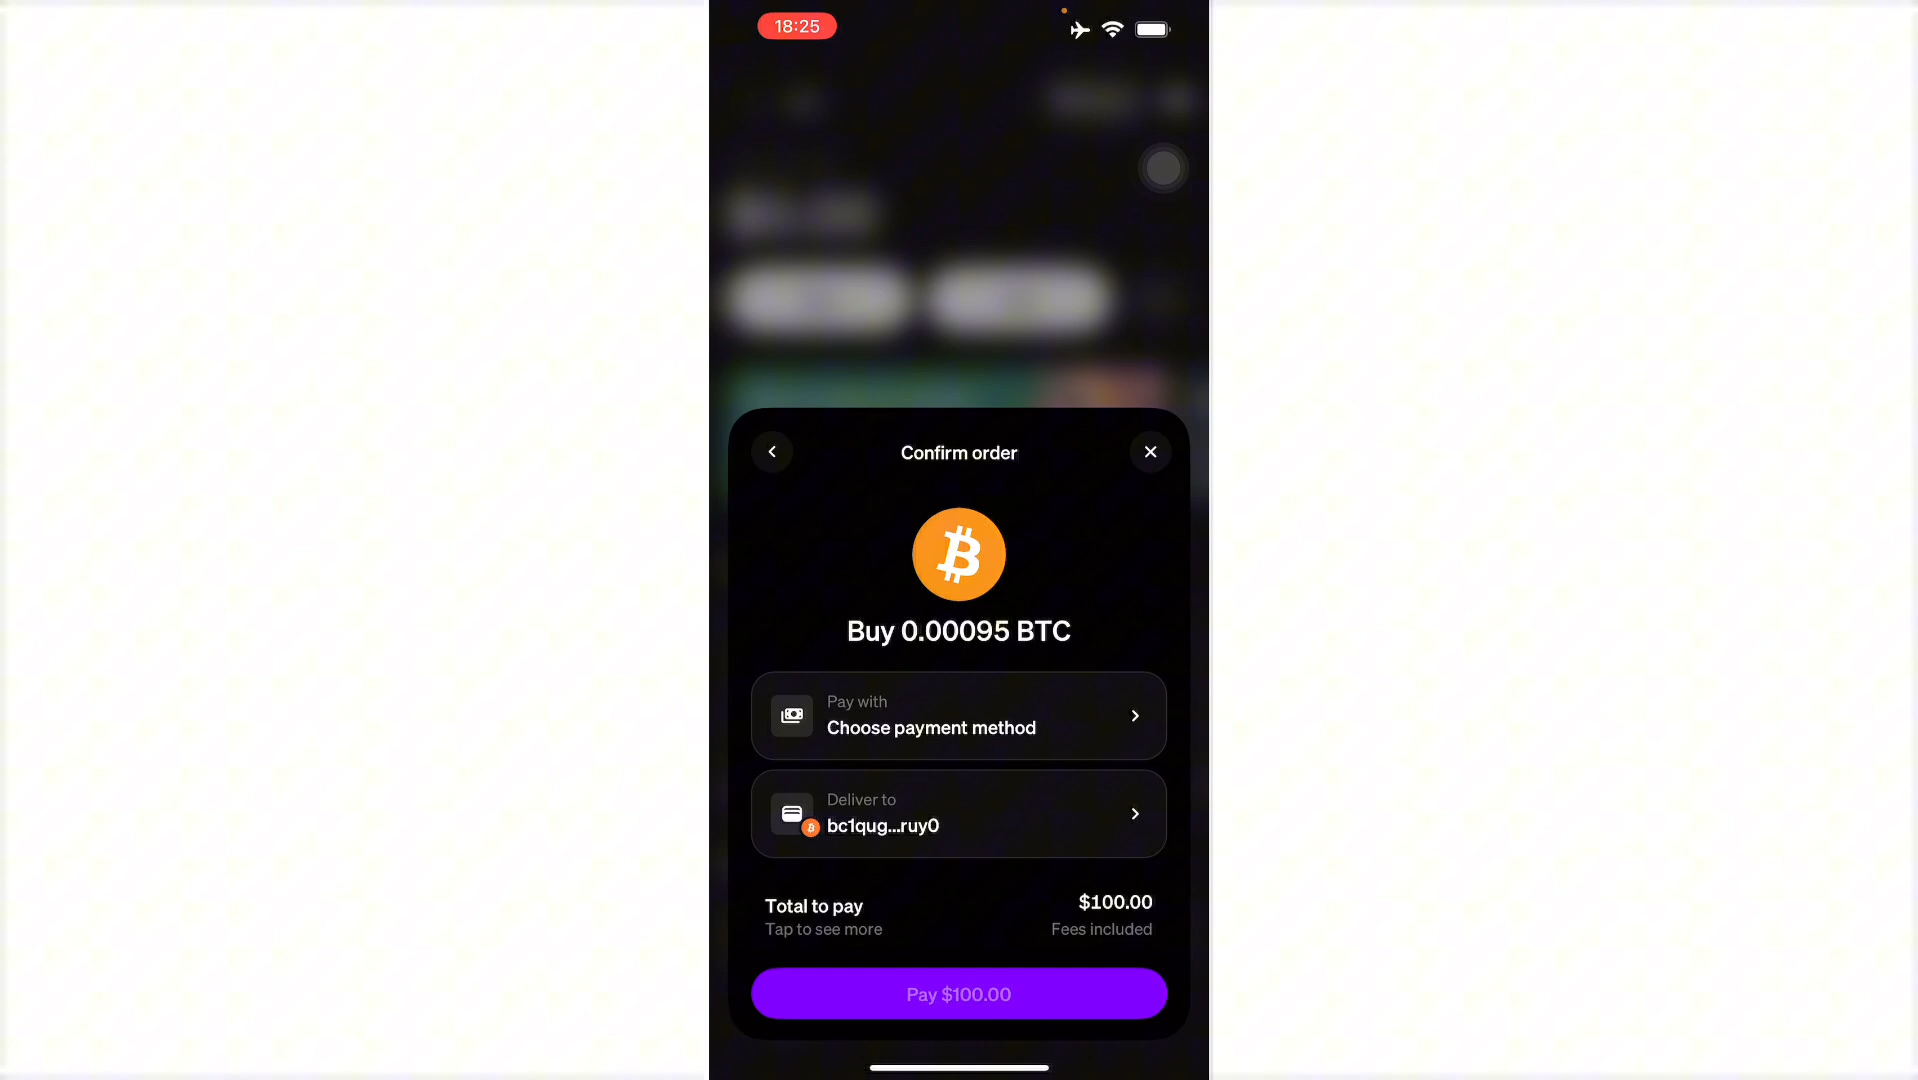 18:25
Confirm order
Buy 0.00095 BTC
Pay with
Choose payment method
Deliver to
bc1qug...ruy0
Total to pay
$100.00
Tap to see more
Fees included
Pay $100.00